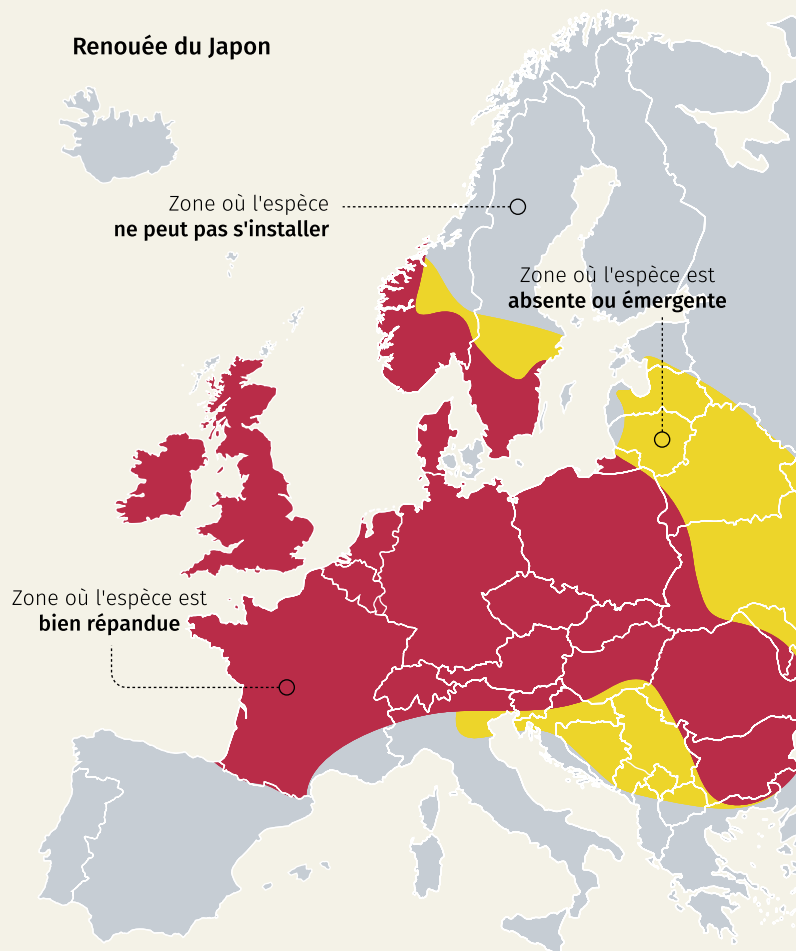 Renouée du Japon
Zone où l'espèce
ne peut pas s'installer
Zone où l'espèce est
absente ou émergente
Zone où l'espèce est
bien répandue